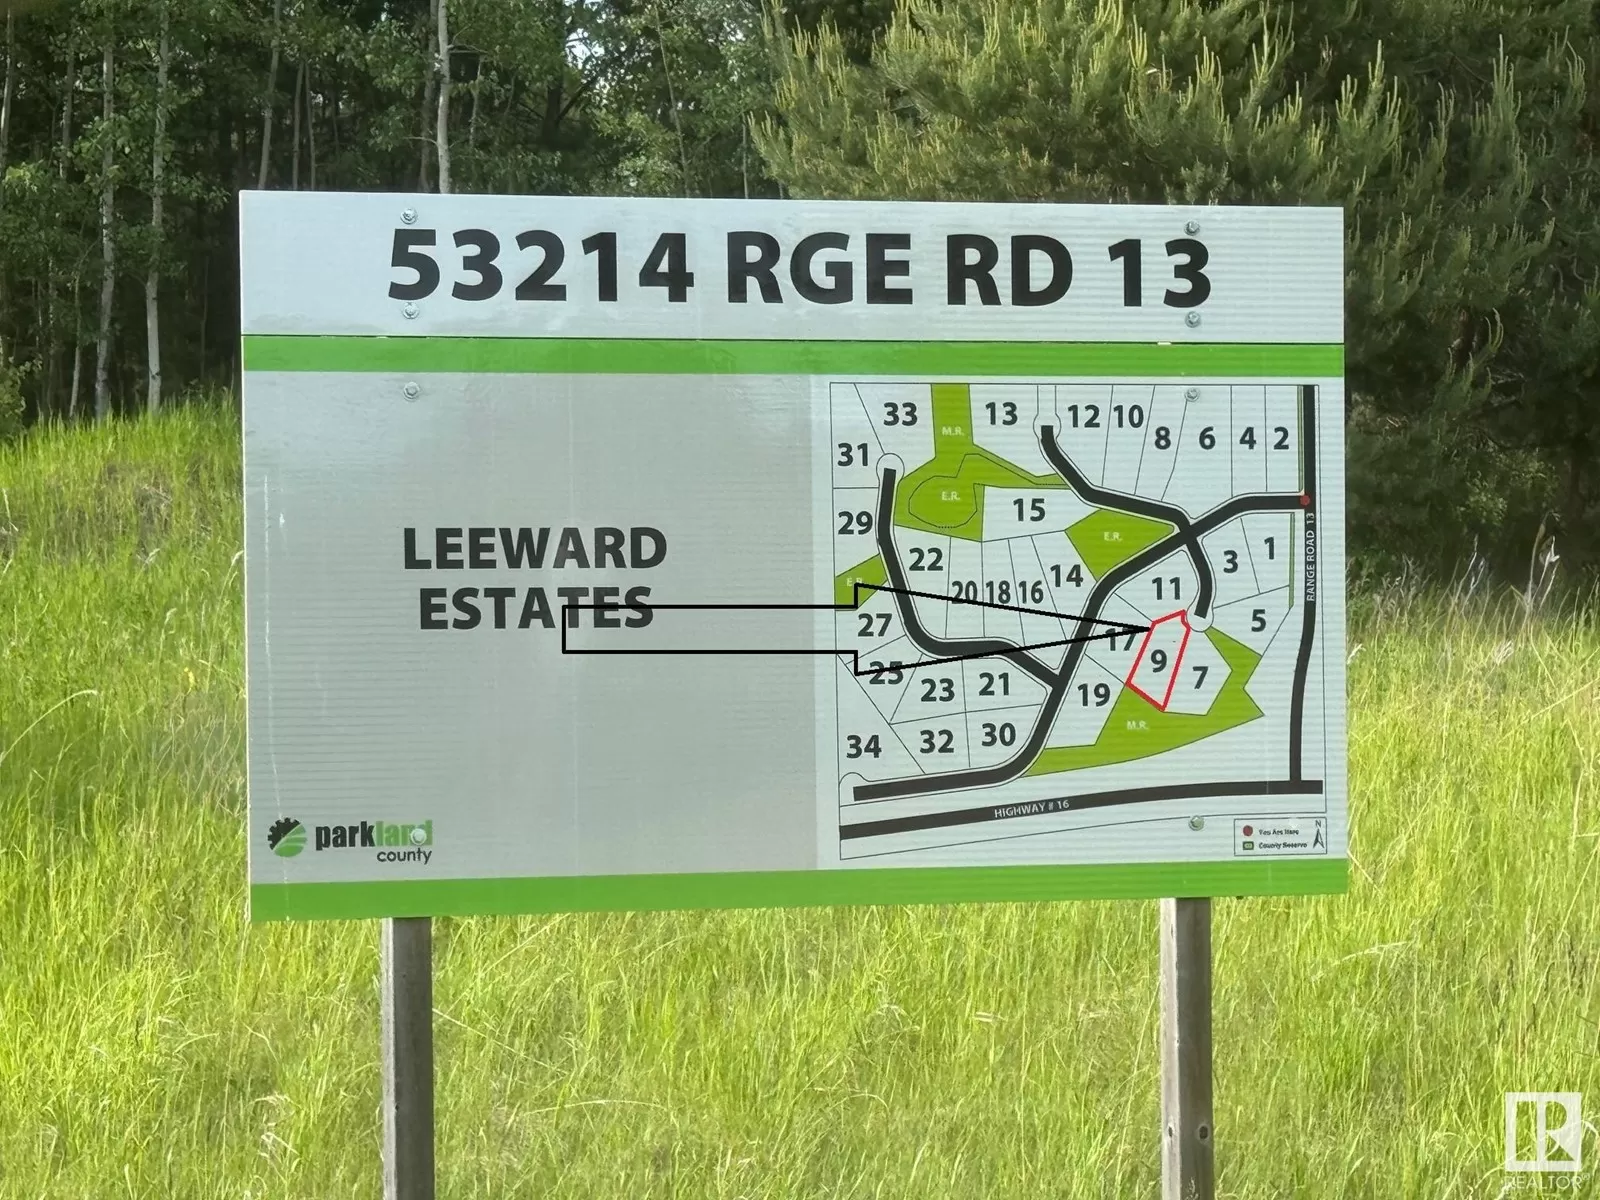 53214 RGE RD 13
LEEWARD
ESTATES
parkland
county
33
M.R.
13
12
10
8
6
4
2
31
E.R.
15
29
E.R.
RANGE ROAD 13
22
3
1
E.R.
20
18
16
14
11
27
17
5
25
9
7
23
21
19
M.R.
34
32
30
HIGHWAY # 16
You Are Here
County Reserve
N
REALTOR